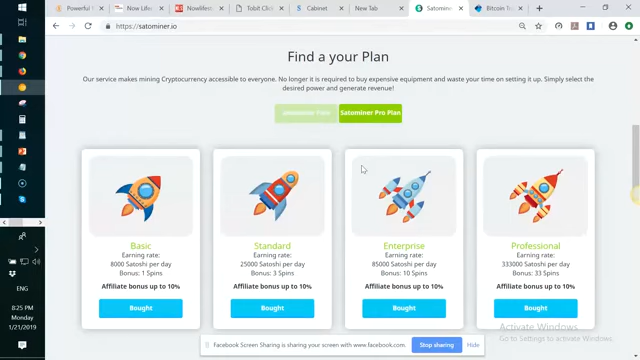 Powerful
Now Lifes
Nowlifest
Tobit Click
Cabinet
New Tab
Satominer
Bitcoin To
https://satominer.io
Find a your Plan
Our service makes mining Cryptocurrency accessible to everyone. No longer it is required to buy expensive equipment and waste your time on setting it up. Simply select the
desired power and generate revenue!
Satominer Pro Plan
Basic
Earning rate:
8000 Satoshi per day
Bonus: 1 Spins
Affiliate bonus up to 10%
Bought
Standard
Earning rate:
25000 Satoshi per day
Bonus: 3 Spins
Affiliate bonus up to 10%
Bought
Enterprise
Earning rate:
85000 Satoshi per day
Bonus: 10 Spins
Affiliate bonus up to 10%
Bought
Professional
Earning rate:
333000 Satoshi per day
Bonus: 33 Spins
Affiliate bonus up to 10%
Bought
Activate Windows
Go to Settings to activate Windows.
Facebook Screen Sharing is sharing your screen with www.facebook.com.
Stop sharing
Hide
ENG
8:25 PM
Monday
1/21/2019